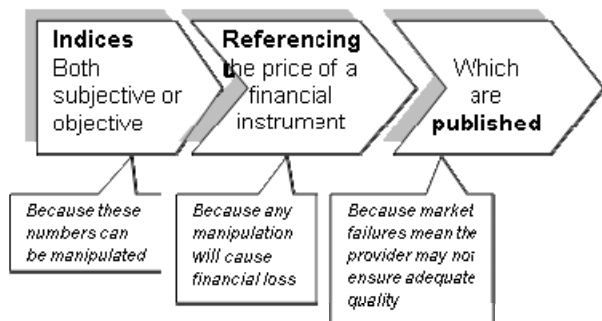 Indices
Both
subjective or
objective
Referencing
the price of a
financial
instrument
Which
are
published
Because these
numbers can
be manipulated
Because any
manipulation
will cause
financial loss
Because market
failures mean the
provider may not
ensure adequate
quality